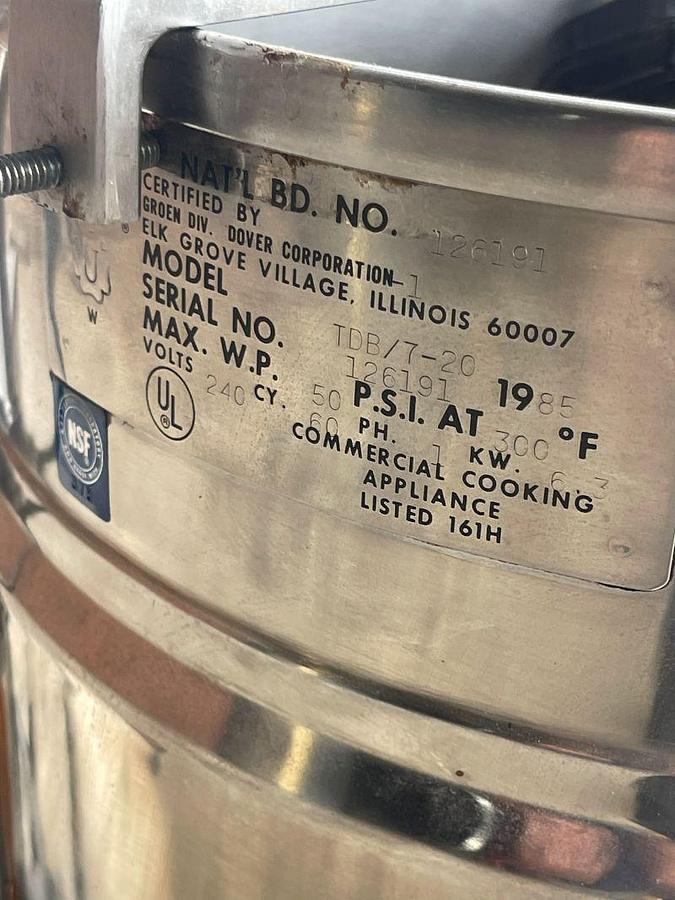 NAT'L BD. NO. 126191
CERTIFIED BY
GROEN DIV. DOVER CORPORATION-1
ELK GROVE VILLAGE, ILLINOIS 60007
MODEL TDB/7-20
SERIAL NO. 126191 1985
MAX. W.P. 50 P.S.I. AT 300 °F
VOLTS 240 CY. 60 PH. 1 KW. 6.3
COMMERCIAL COOKING
APPLIANCE
LISTED 161H
UL
®
U
W
®
NSF